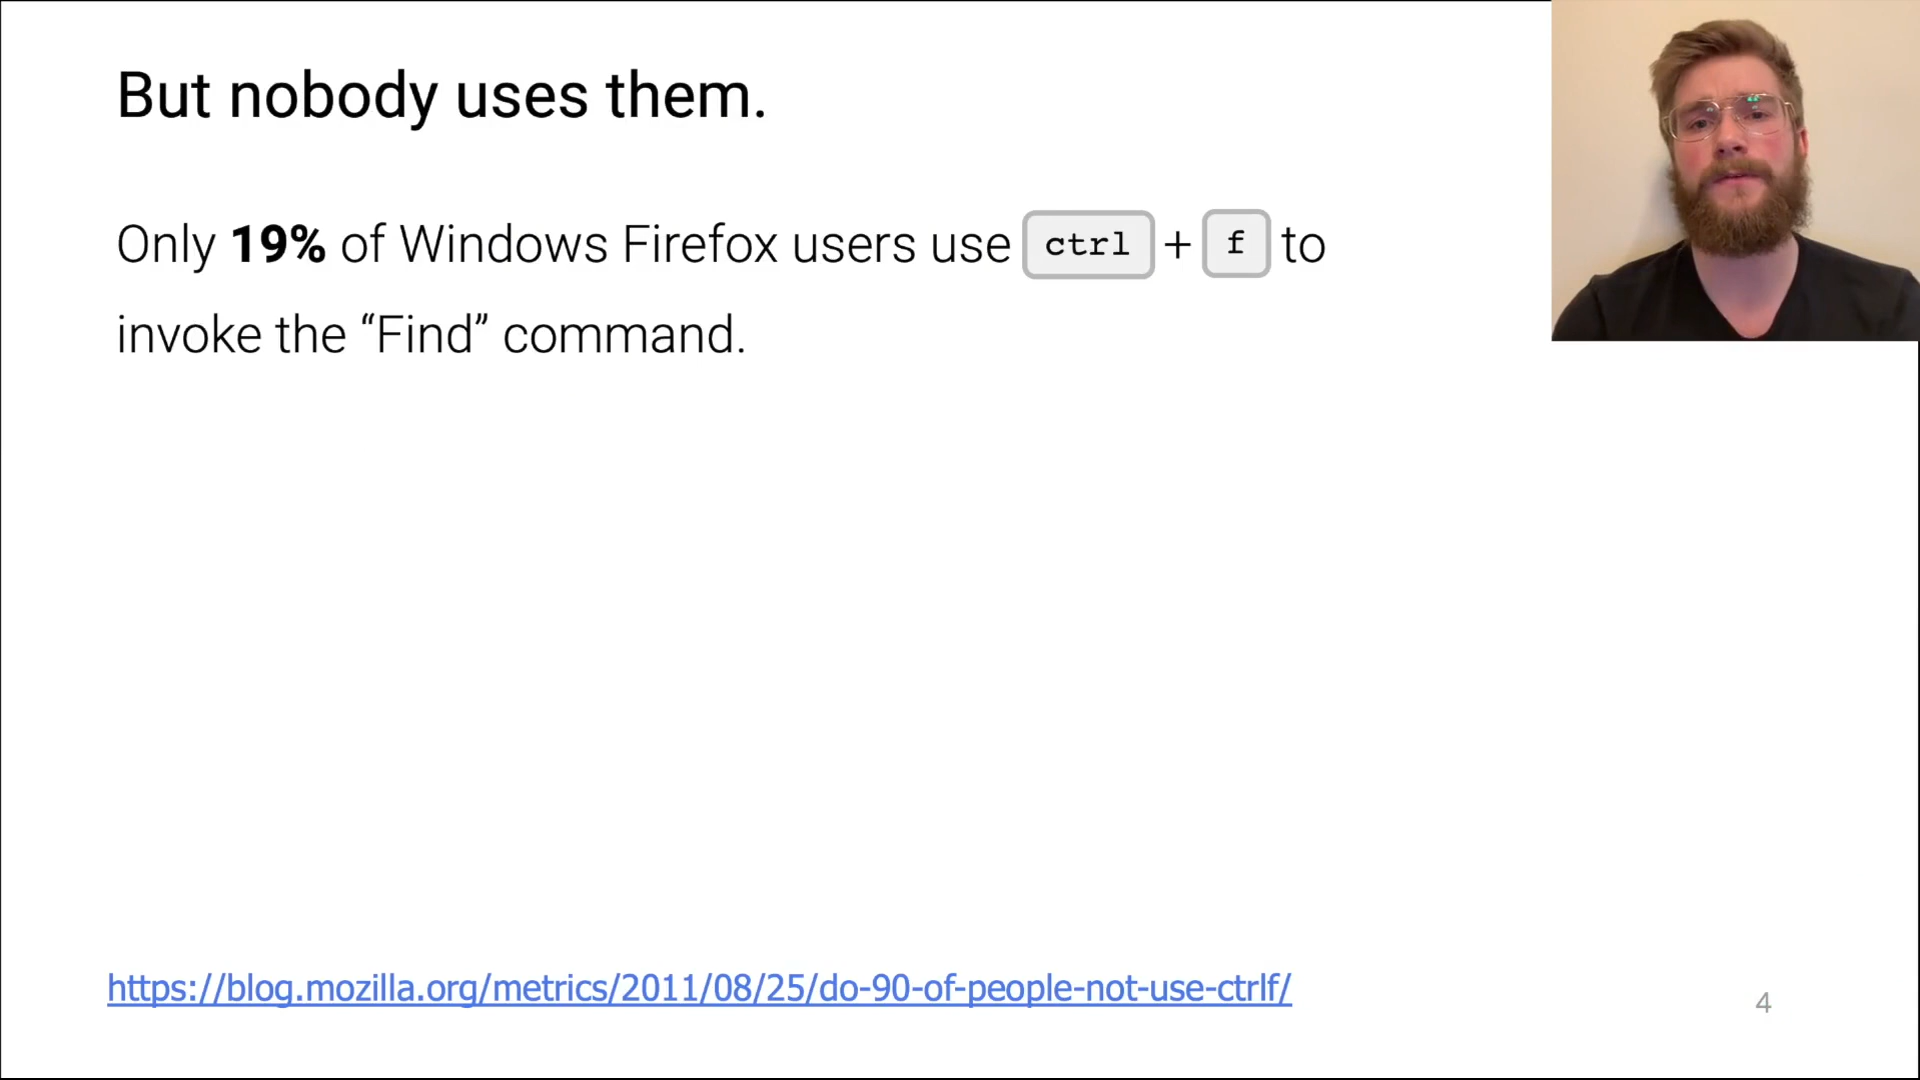 But nobody uses them.
Only 19% of Windows Firefox users use ctrl + f to
invoke the “Find” command.
https://blog.mozilla.org/metrics/2011/08/25/do-90-of-people-not-use-ctrlf/
4